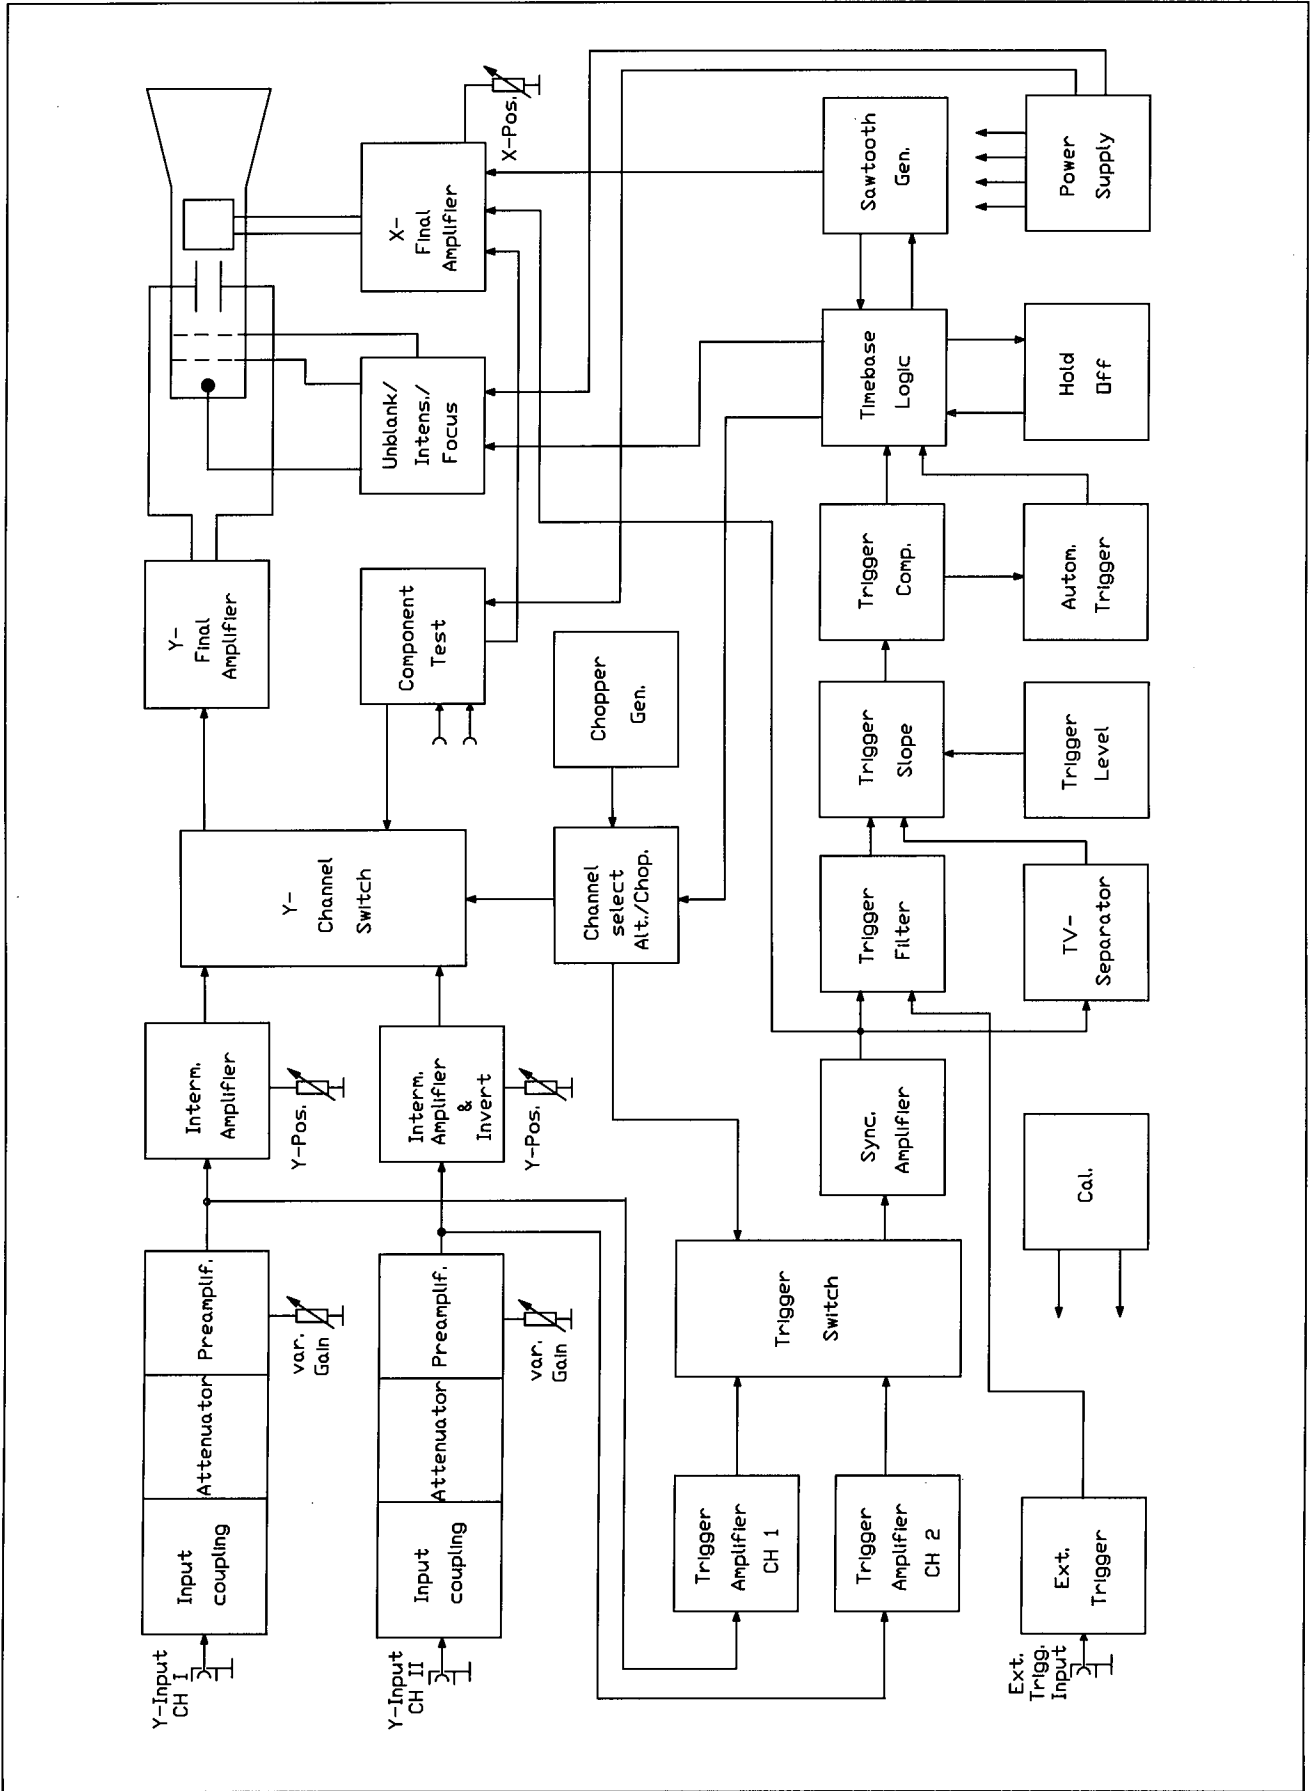 Y-Input
CH I
Input
coupling
Attenuator
Preamplif.
var.
Gain
Interm.
Amplifier
Y-Pos.
Y-
Channel
Switch
Y-
Final
Amplifier
Y-Input
CH II
Input
coupling
Attenuator
Preamplif.
var.
Gain
Interm.
Amplifier
&
Invert
Y-Pos.
Component
Test
Unblank/
Intens./
Focus
X-
Final
Amplifier
X-Pos.
Channel
select
Alt./Chop.
Chopper
Gen.
Trigger
Amplifier
CH 1
Trigger
Amplifier
CH 2
Trigger
Switch
Sync.
Amplifier
Trigger
Filter
Trigger
Slope
Trigger
Comp.
Timebase
Logic
Sawtooth
Gen.
Ext.
Trigg.
Input
Ext.
Trigger
Cal.
TV-
Separator
Trigger
Level
Autom.
Trigger
Hold
Off
Power
Supply